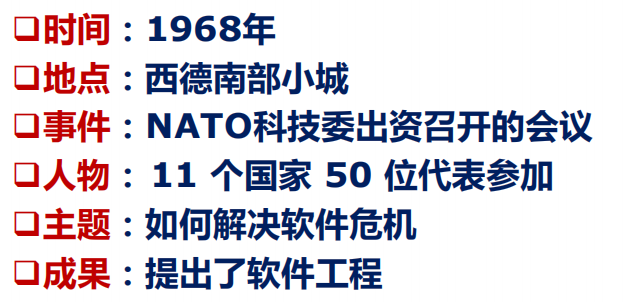 ❑时间：1968年
❑地点：西德南部小城
❑事件：NATO科技委出资召开的会议
❑人物： 11 个国家 50 位代表参加
❑主题：如何解决软件危机
❑成果：提出了软件工程